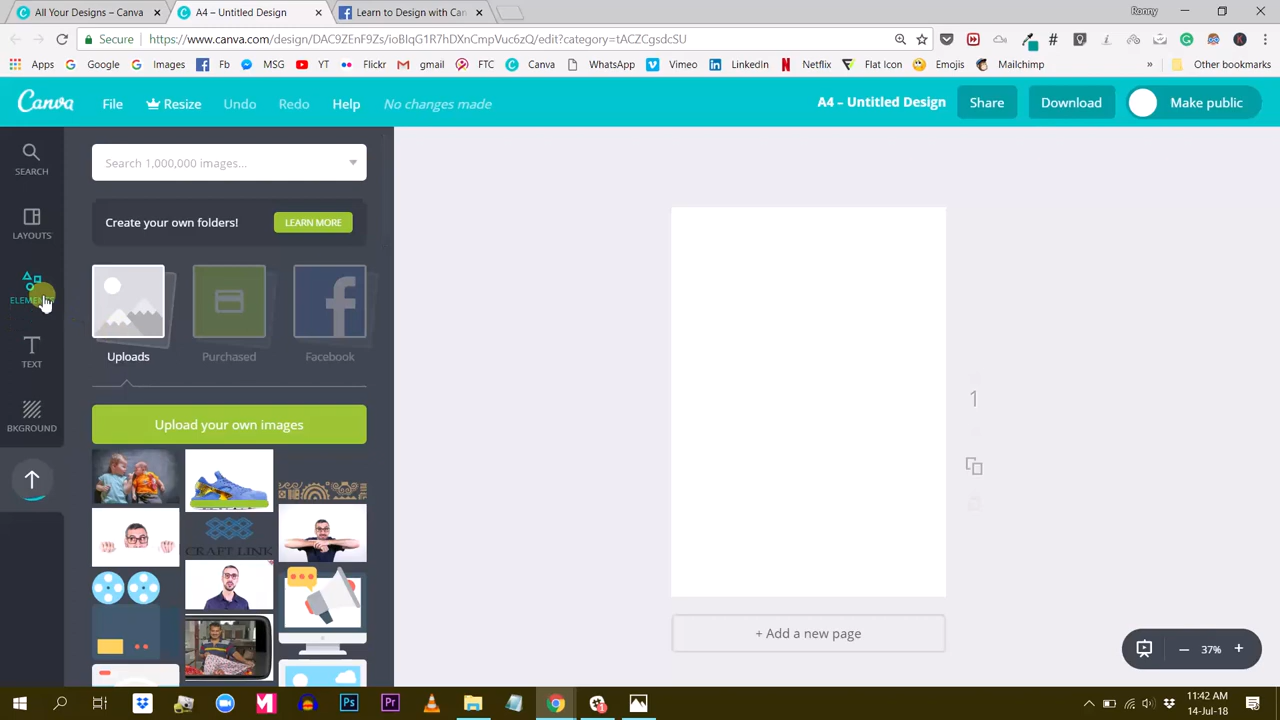 All Your Designs – Canva
A4 – Untitled Design
Learn to Design with Can
Ronny
Secure
https://www.canva.com/design/DAC9ZEnF9Zs/ioBlqG1R7hDXnCmpVuc6zQ/edit?category=tACZCgsdcSU
Apps
Google
Images
Fb
MSG
YT
Flickr
gmail
FTC
Canva
WhatsApp
Vimeo
LinkedIn
Netflix
Flat Icon
Emojis
Mailchimp
»
Other bookmarks
Canva
File
Resize
Undo
Redo
Help
No changes made
A4 – Untitled Design
Share
Download
Make public
SEARCH
LAYOUTS
TEXT
BKGROUND
Search 1,000,000 images...
Create your own folders!
LEARN MORE
Uploads
Purchased
Facebook
Upload your own images
CRAFT LINK
1
+ Add a new page
37%
11:42 AM
14-Jul-18